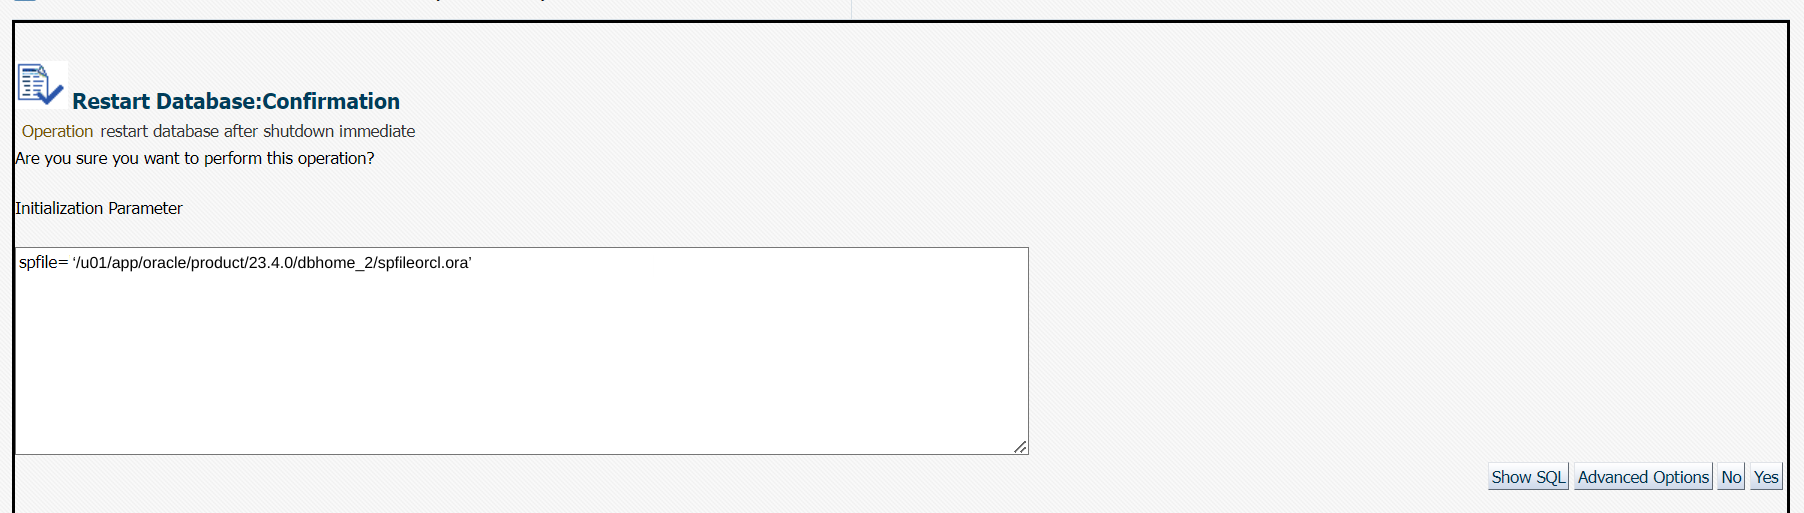 Restart Database:Confirmation
Operation restart database after shutdown immediate
Are you sure you want to perform this operation?
Initialization Parameter
spfile= ‘/u01/app/oracle/product/23.4.0/dbhome_2/spfileorcl.ora’
Show SQL Advanced Options No Yes